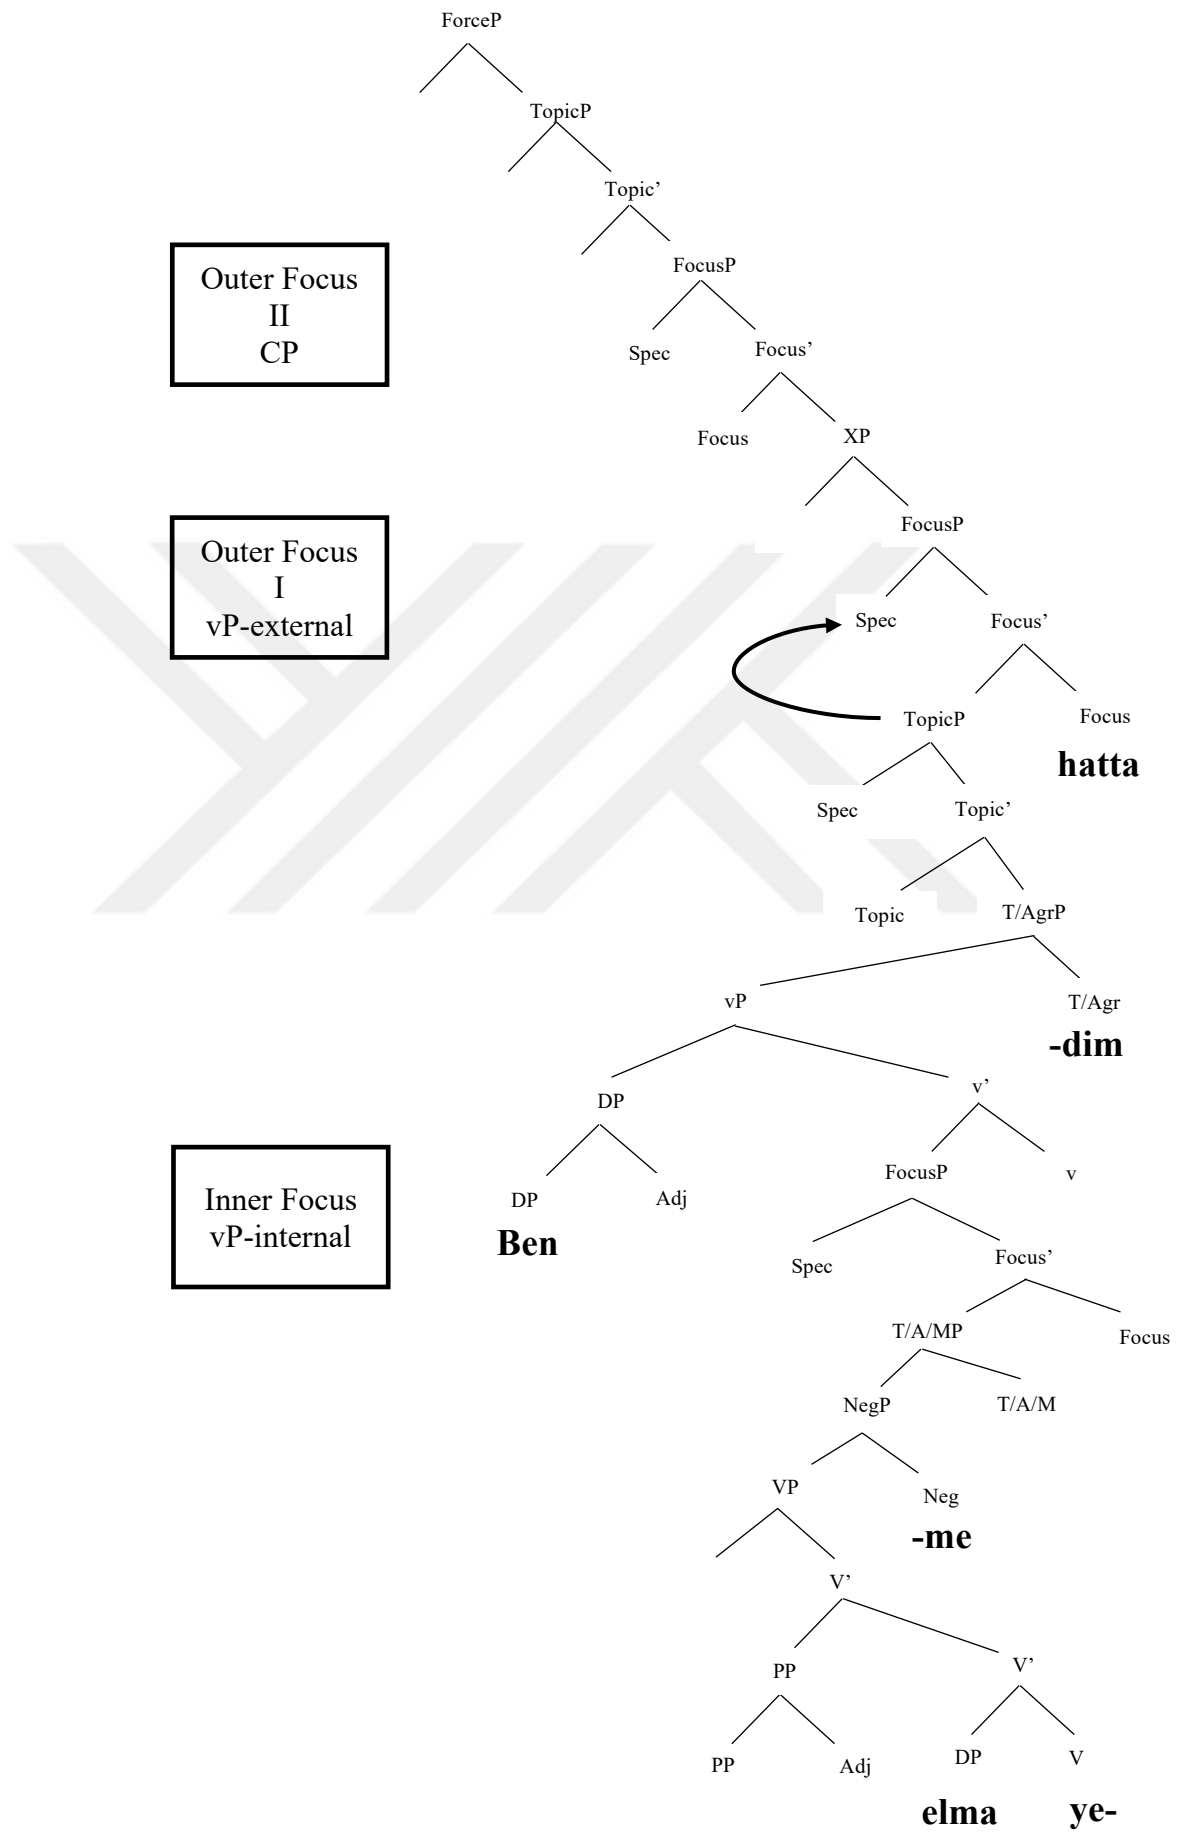 ForceP
TopicP
Topic’
Outer Focus
II
CP
FocusP
Spec
Focus’
Focus
XP
Outer Focus
I
vP-external
FocusP
Spec
Focus’
TopicP
Focus
hatta
Spec
Topic’
Topic
T/AgrP
vP
T/Agr
-dim
DP
v’
Inner Focus
vP-internal
DP
Adj
Ben
FocusP
v
Spec
Focus’
T/A/MP
Focus
NegP
T/A/M
VP
Neg
-me
V’
PP
V’
PP
Adj
DP
V
elma
ye-